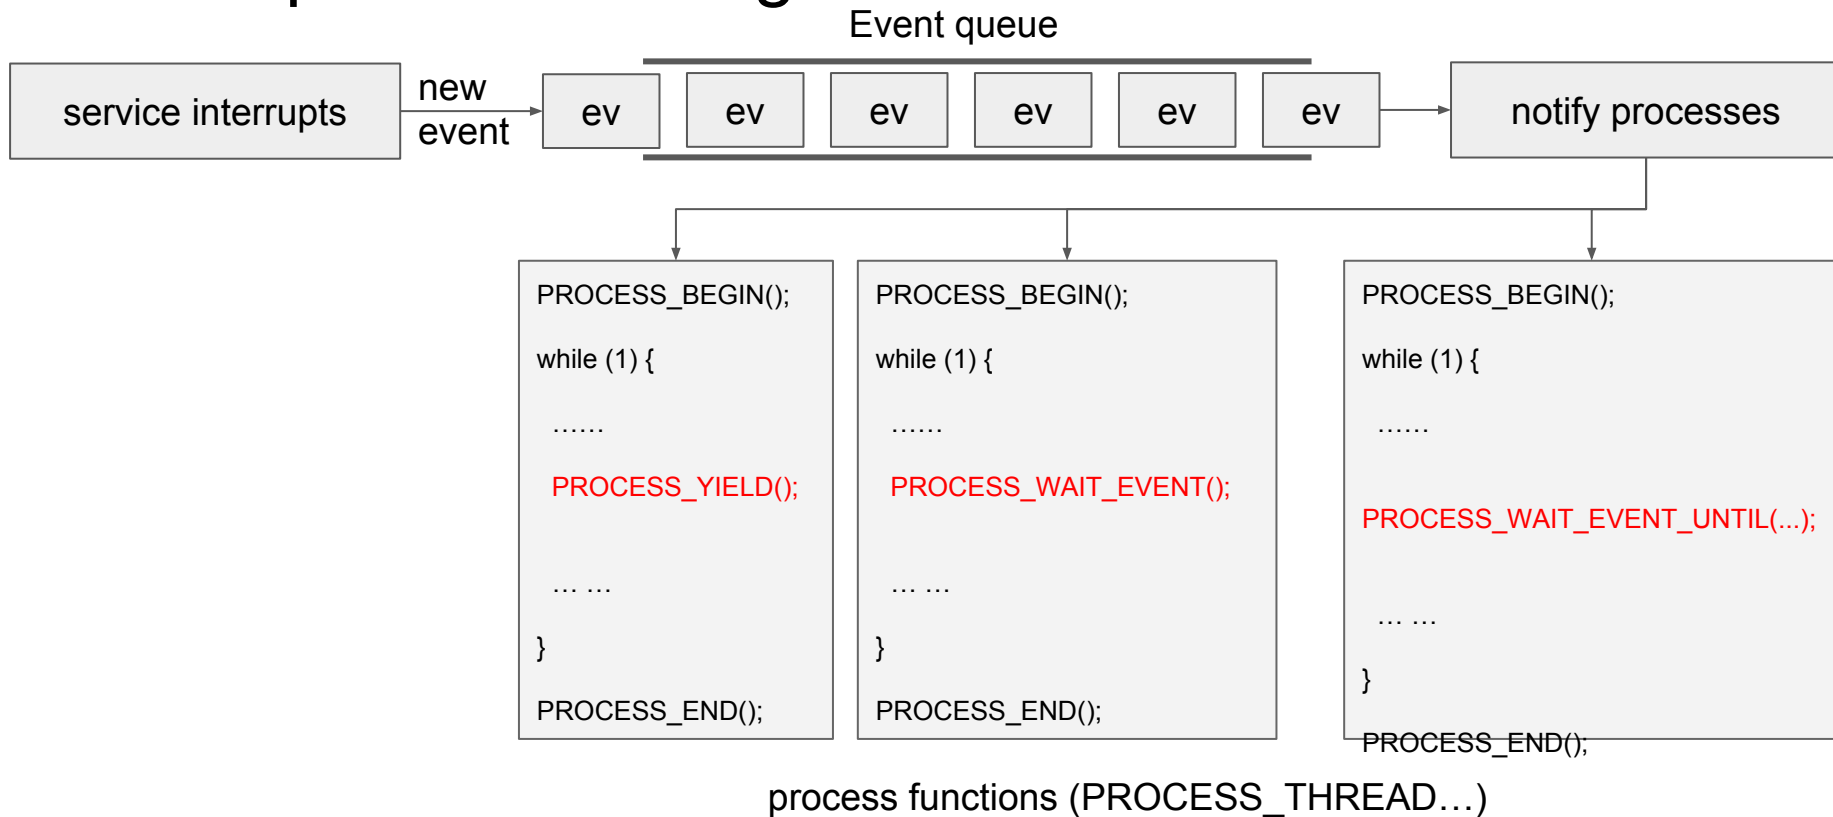 Event queue
service interrupts
new
event
ev
ev
ev
ev
ev
ev
notify processes
PROCESS_BEGIN();
while (1) {
……
PROCESS_YIELD();
… …
}
PROCESS_END();
PROCESS_BEGIN();
while (1) {
……
PROCESS_WAIT_EVENT();
… …
}
PROCESS_END();
PROCESS_BEGIN();
while (1) {
……
PROCESS_WAIT_EVENT_UNTIL(...);
… …
}
PROCESS_END();
process functions (PROCESS_THREAD…)